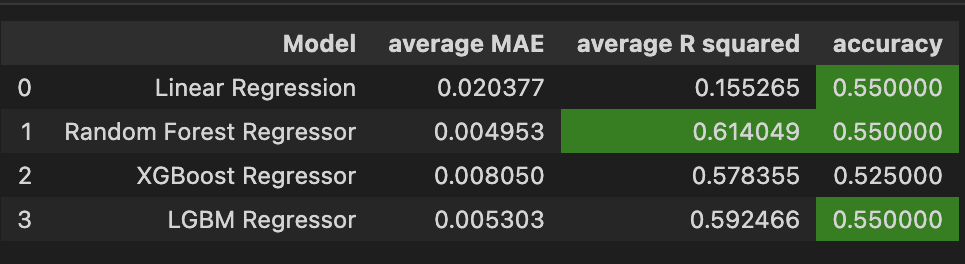 Model average MAE average R squared accuracy
0 Linear Regression 0.020377 0.155265 0.550000
1 Random Forest Regressor 0.004953 0.614049 0.550000
2 XGBoost Regressor 0.008050 0.578355 0.525000
3 LGBM Regressor 0.005303 0.592466 0.550000